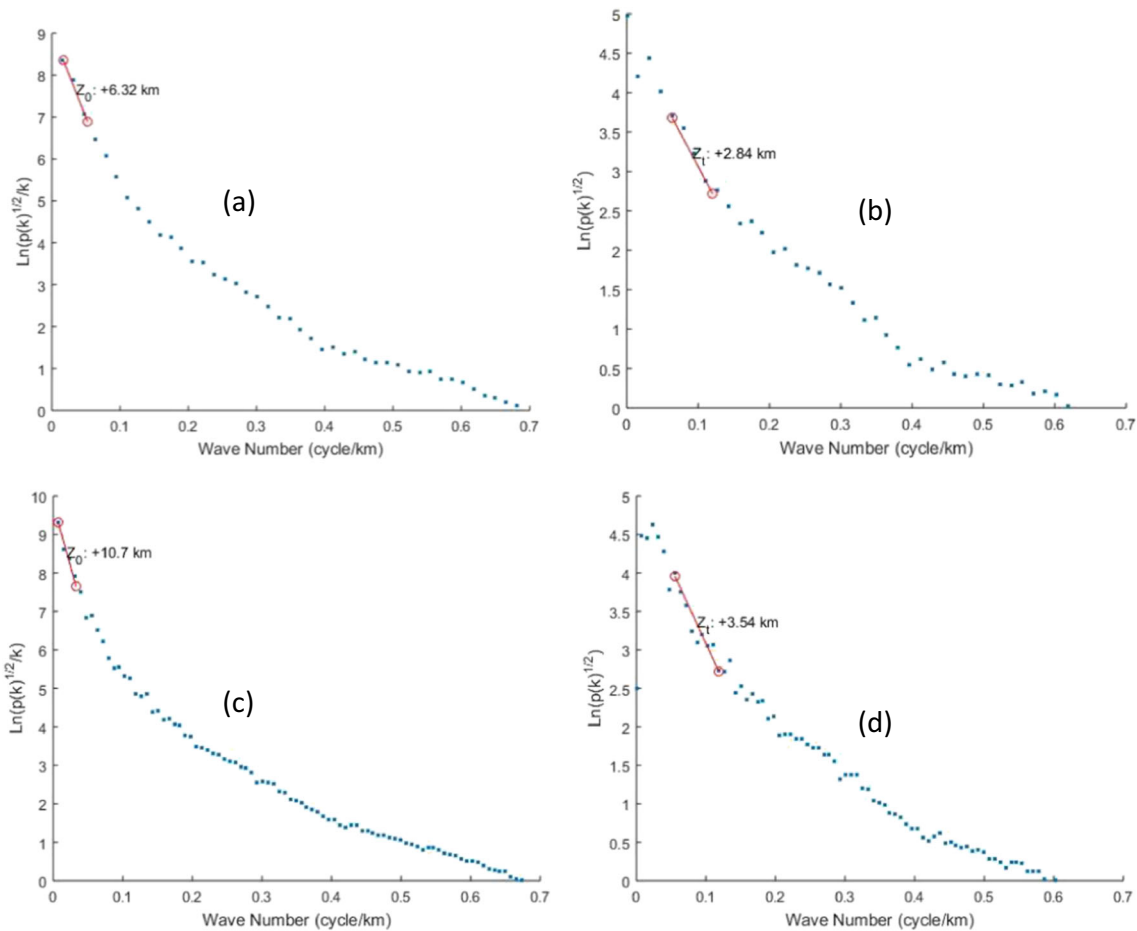 9
8
7
6
5
4
3
2
1
0
Ln(p(k)^1/2/k)
Z0: +6.32 km
(a)
0 0.1 0.2 0.3 0.4 0.5 0.6 0.7
Wave Number (cycle/km)
5
4.5
4
3.5
3
2.5
2
1.5
1
0.5
0
Ln(p(k)^1/2)
Zt: +2.84 km
(b)
0 0.1 0.2 0.3 0.4 0.5 0.6 0.7
Wave Number (cycle/km)
10
9
8
7
6
5
4
3
2
1
0
Ln(p(k)^1/2/k)
Z0: +10.7 km
(c)
0 0.1 0.2 0.3 0.4 0.5 0.6 0.7
Wave Number (cycle/km)
5
4.5
4
3.5
3
2.5
2
1.5
1
0.5
0
Ln(p(k)^1/2)
Zt: +3.54 km
(d)
0 0.1 0.2 0.3 0.4 0.5 0.6 0.7
Wave Number (cycle/km)